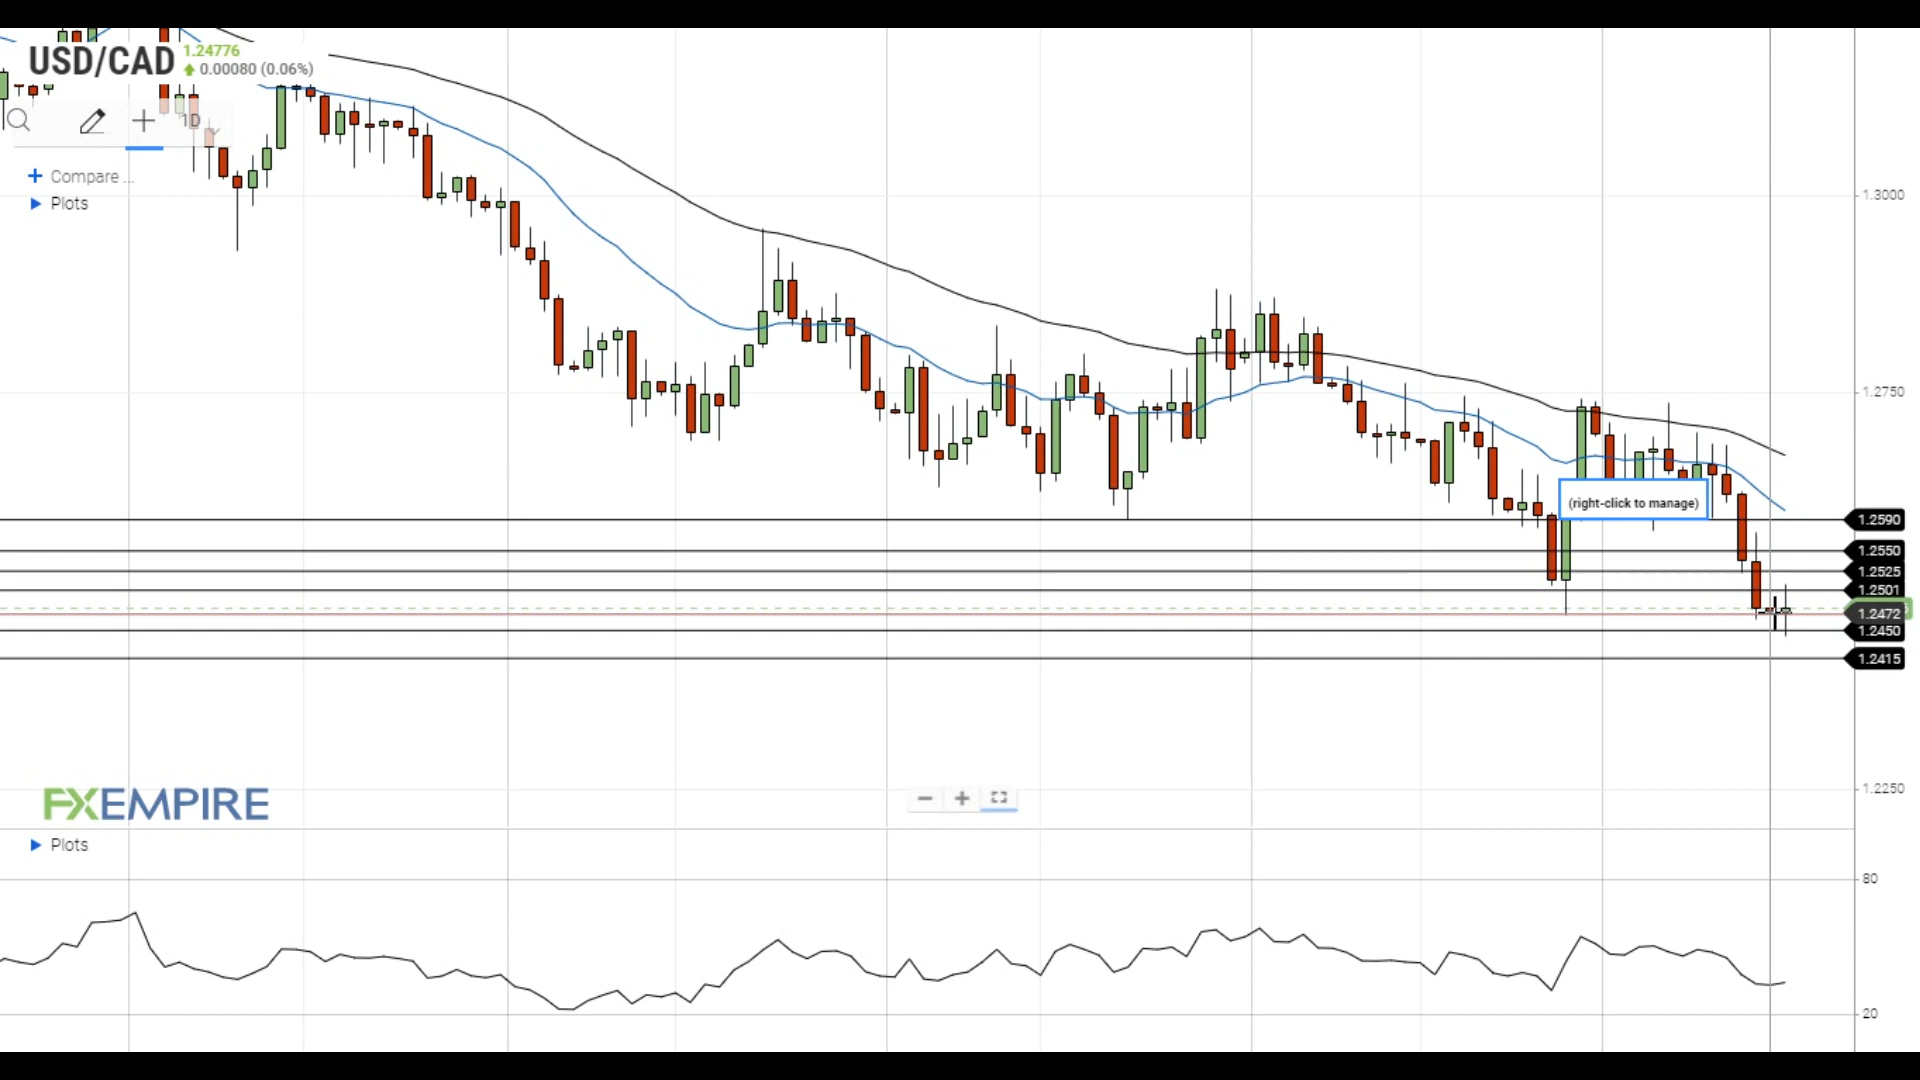 USD/CAD
1.24776
0.00080 (0.06%)
1D
Compare ...
Plots
1.3000
1.2750
(right-click to manage)
1.2590
1.2550
1.2525
1.2501
1.2472
1.2450
1.2415
1.2250
FXEMPIRE
Plots
80
20